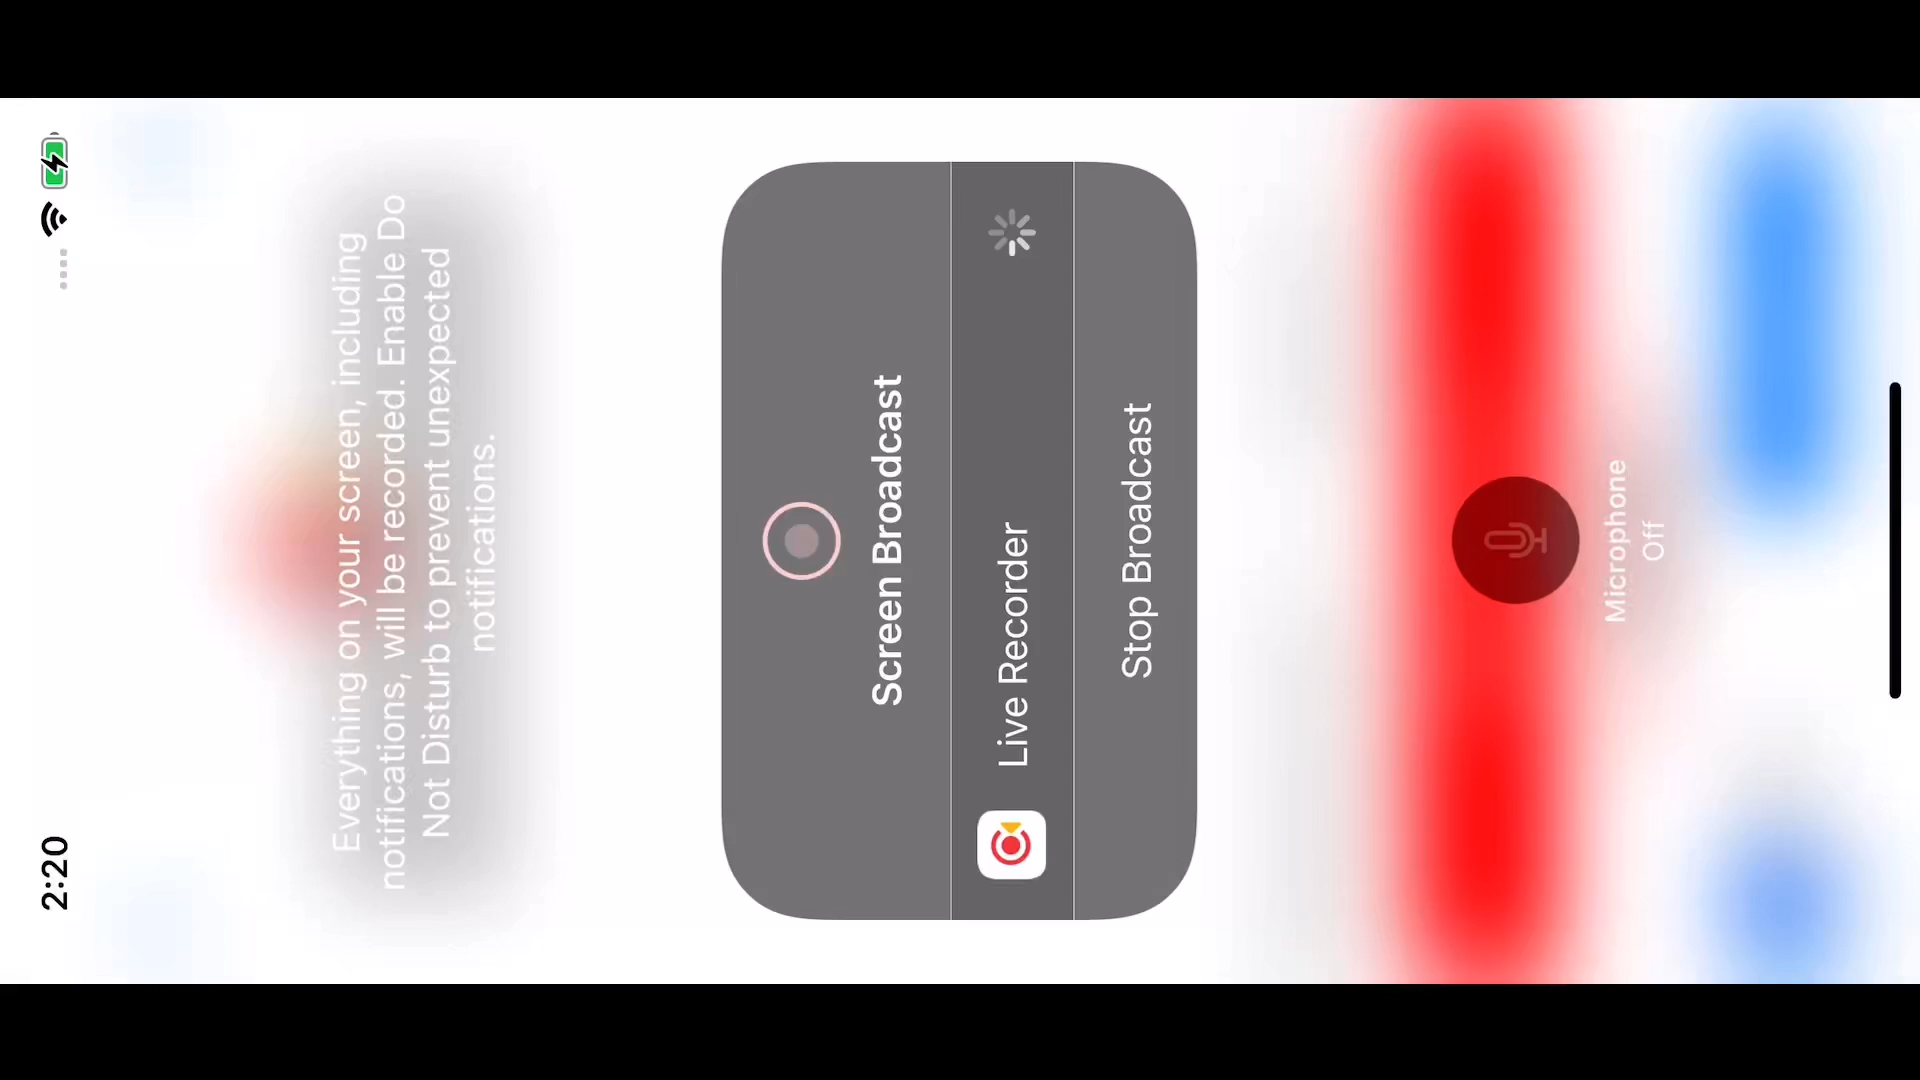 2:20
Everything on your screen, including
notifications, will be recorded. Enable Do
Not Disturb to prevent unexpected
notifications.
Screen Broadcast
Live Recorder
Stop Broadcast
Microphone
Off